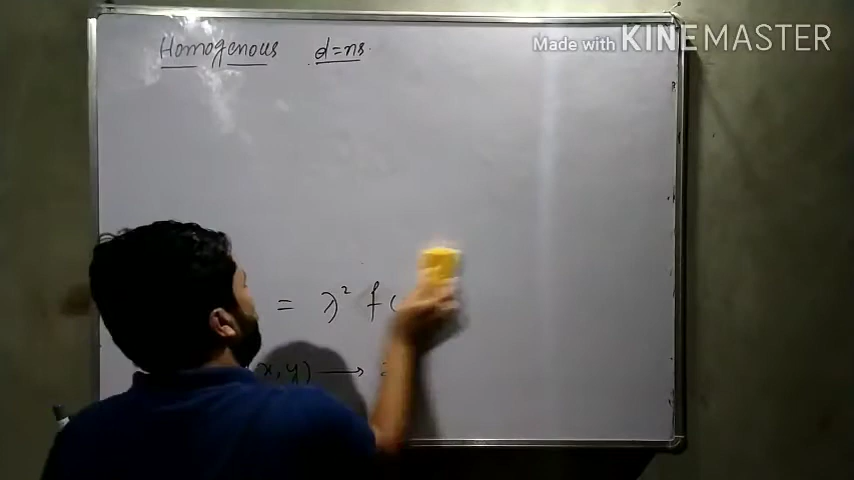 Homogenous d=ns.
Made with KINEMASTER
= λ² f(
x,y) ⟶